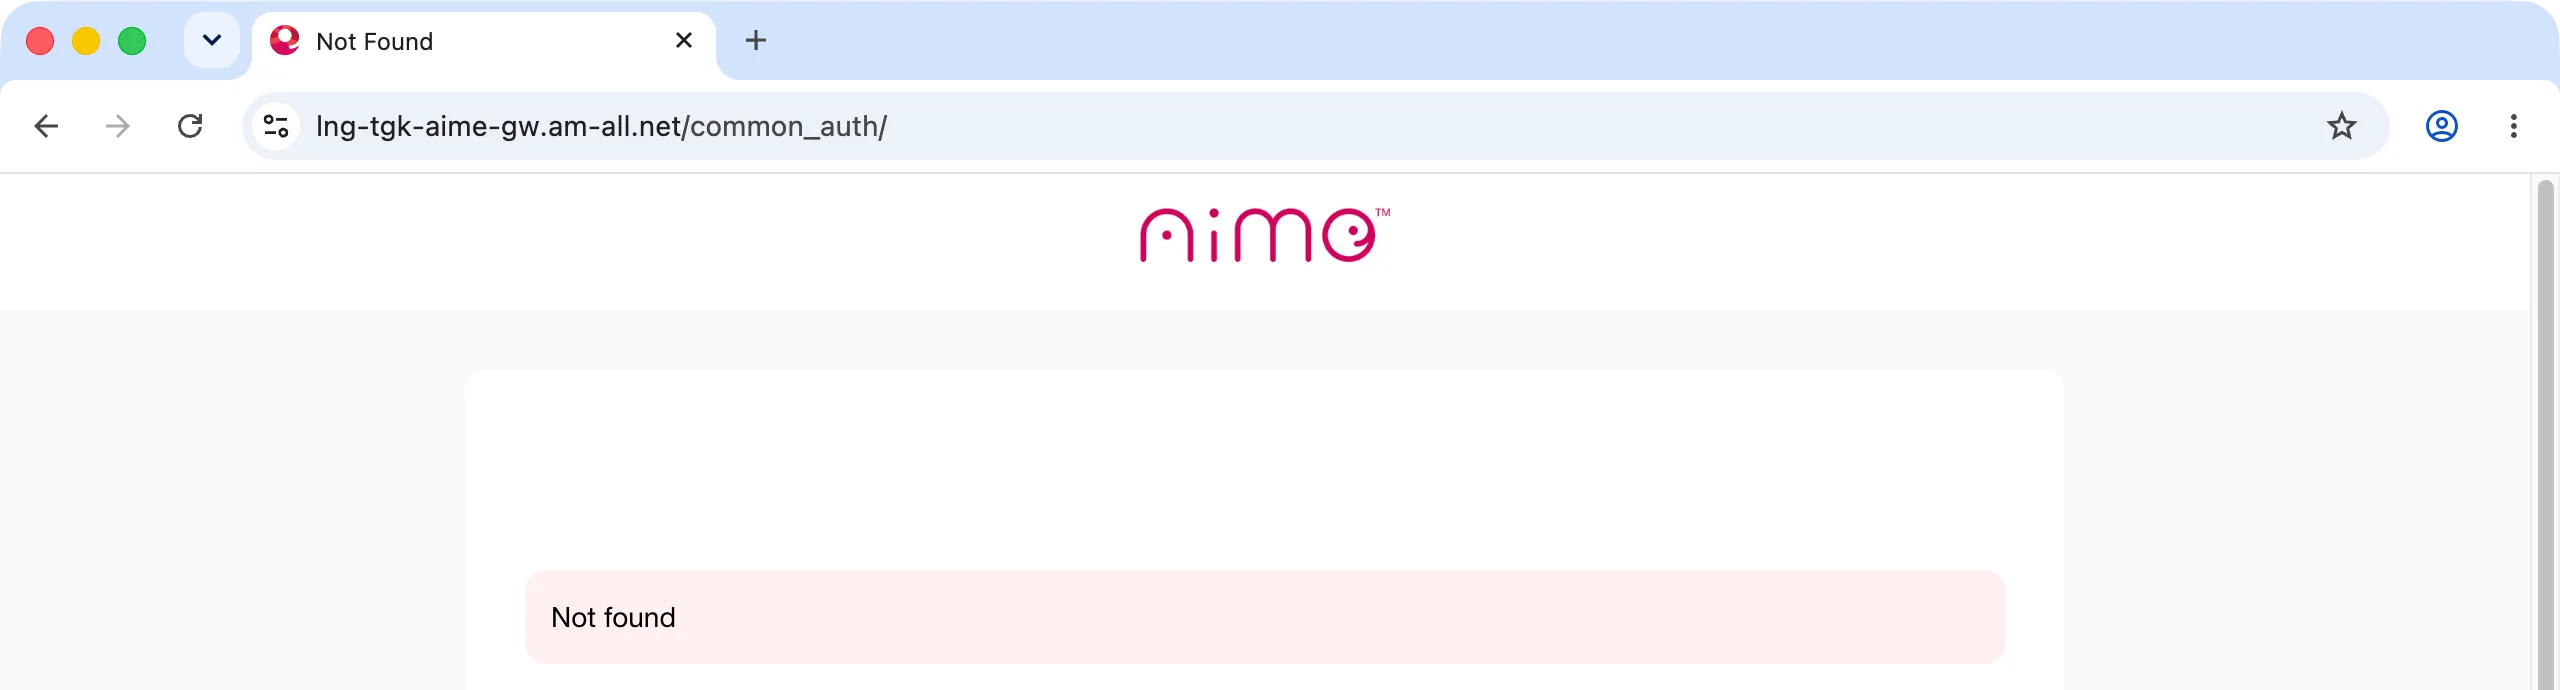 Not Found
lng-tgk-aime-gw.am-all.net/common_auth/
Aime™
Not found